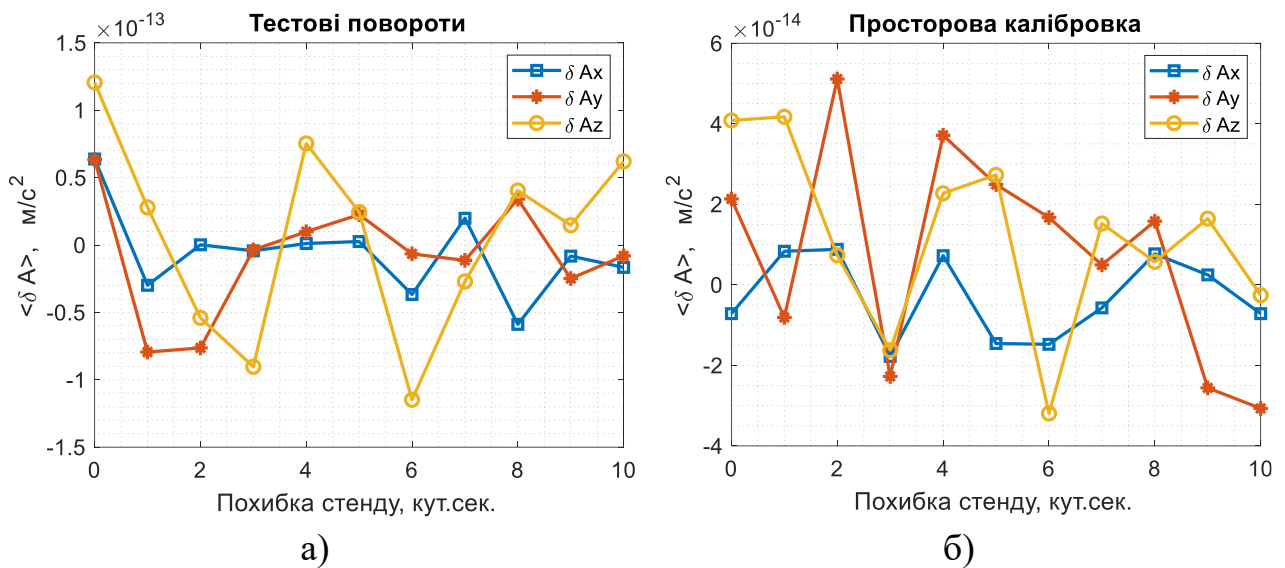 Тестові повороти
×10^-13
1.5
1
0.5
0
-0.5
-1
-1.5
<δ A>, м/с^2
δ Ax
δ Ay
δ Az
0 2 4 6 8 10
Похибка стенду, кут.сек.
а)
Просторова калібровка
×10^-14
6
4
2
0
-2
-4
<δ A>, м/с^2
δ Ax
δ Ay
δ Az
0 2 4 6 8 10
Похибка стенду, кут.сек.
б)